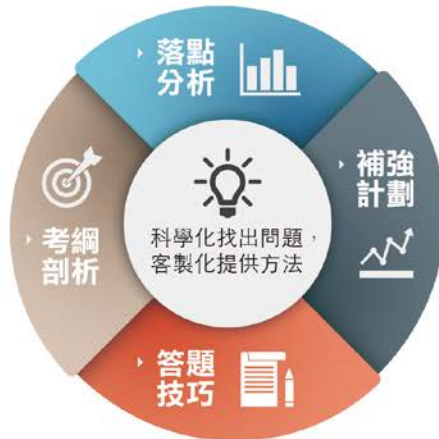 落點
分析
補強
計劃
科學化找出問題，
客製化提供方法
考綱
剖析
答題
技巧